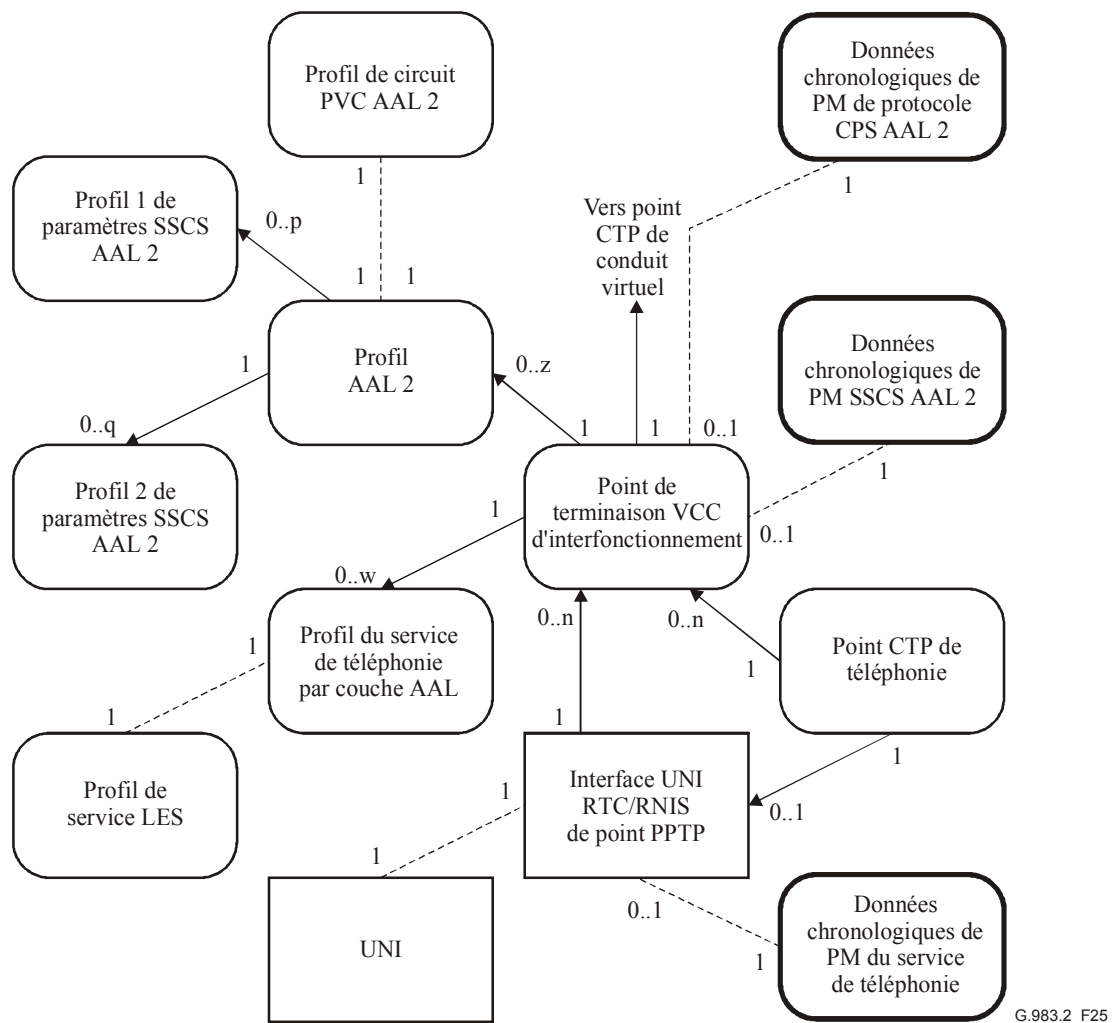 Profil de circuit
PVC AAL 2
Données
chronologiques de
PM de protocole
CPS AAL 2
1
1
Profil 1 de
paramètres SSCS
AAL 2
0..p
Vers point
CTP de
conduit
virtuel
1
1
Profil
AAL 2
1
0..z
Données
chronologiques de
PM SSCS AAL 2
0..q
1
1
0..1
1
Profil 2 de
paramètres SSCS
AAL 2
Point de
terminaison VCC
d'interfonctionnement
1
0..1
0..w
0..n
0..n
Profil du service
de téléphonie
par couche AAL
1
Point CTP de
téléphonie
1
1
1
1
Profil de
service LES
Interface UNI
RTC/RNIS
de point PPTP
1
0..1
1
0..1
UNI
Données
chronologiques de
PM du service
de téléphonie
1
G.983.2_F25